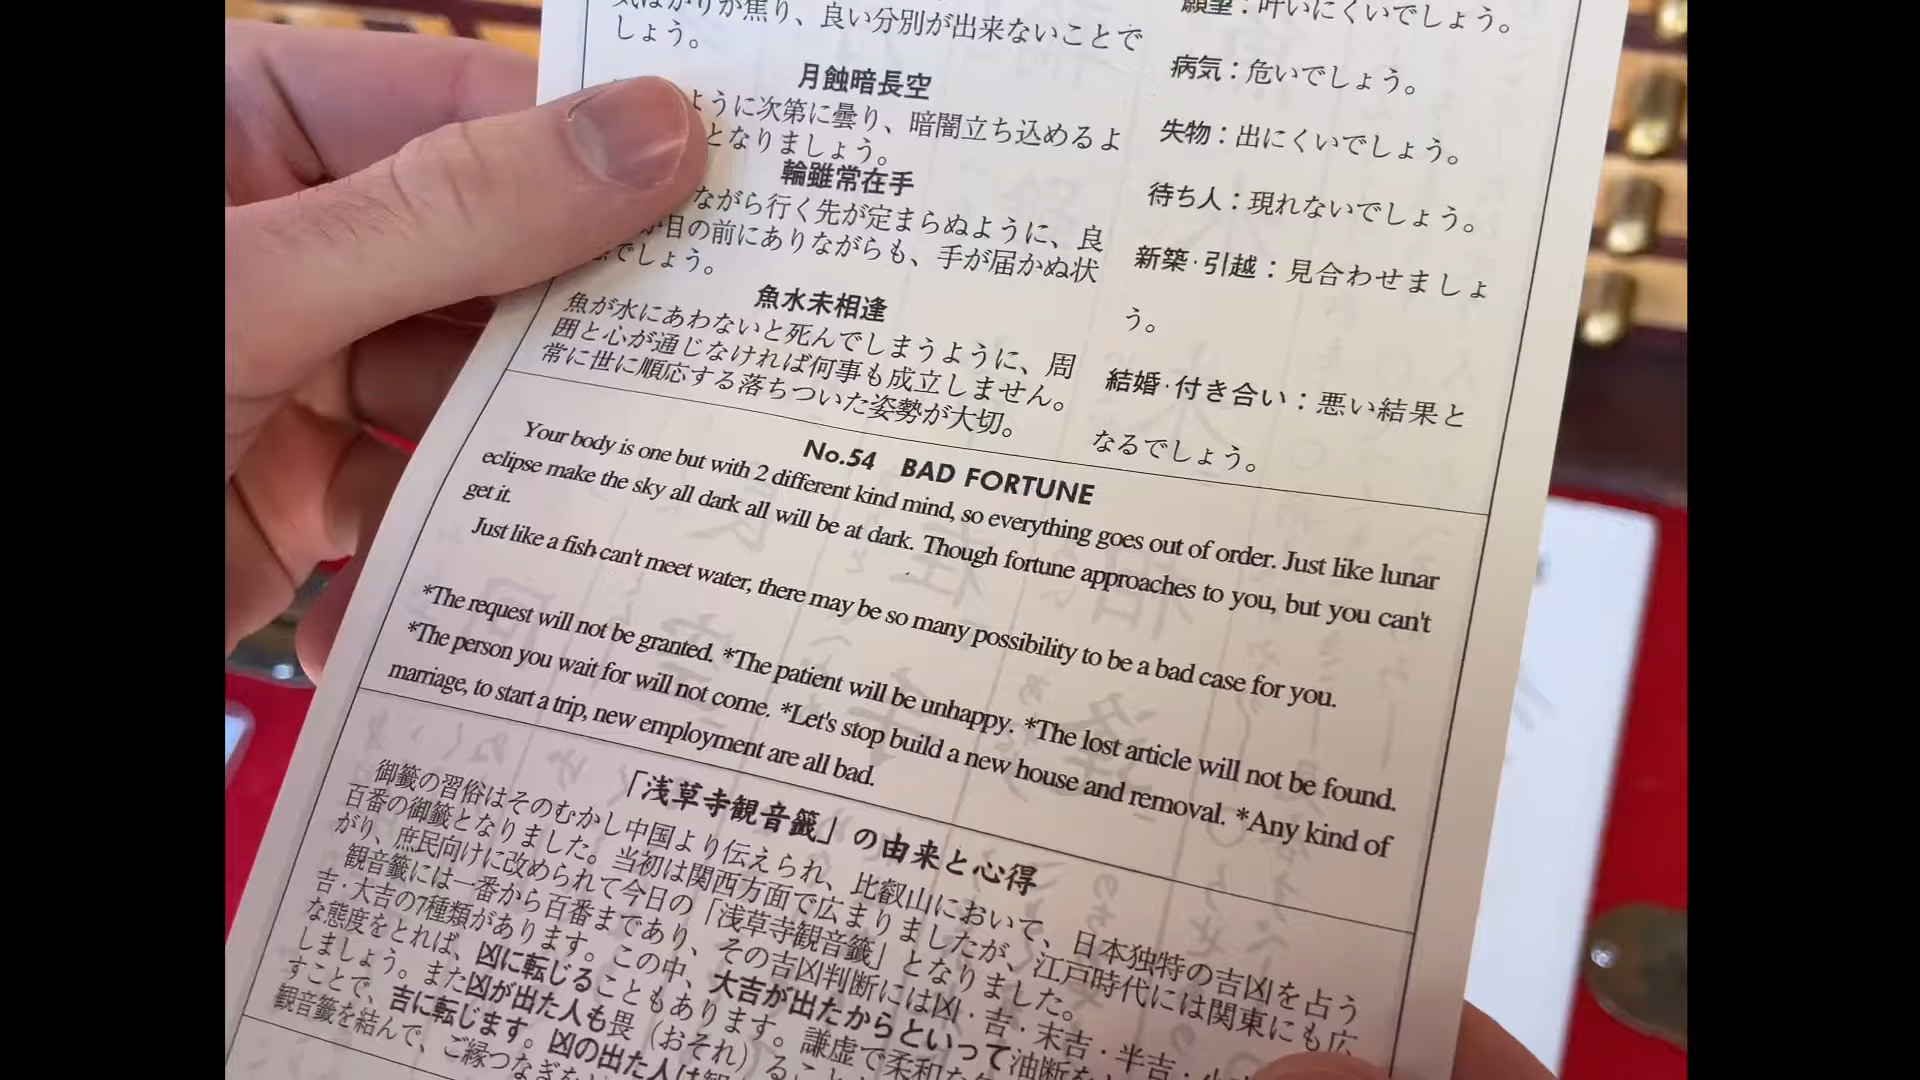 気ばかりが焦り、良い分別が出来ないことで
しょう。
月蝕暗長空
ように次第に曇り、暗闇立ち込めるよ
となりましょう。
輪雖常在手
ながら行く先が定まらぬように、良
目の前にありながらも、手が届かぬ状
でしょう。
魚水未相逢
魚が水にあわないと死んでしまうように、周
囲と心が通じなければ何事も成立しません。
常に世に順応する落ちついた姿勢が大切。
願望：叶いにくいでしょう。
病気：危いでしょう。
失物：出にくいでしょう。
待ち人：現れないでしょう。
新築·引越：見合わせましょ
う。
結婚·付き合い：悪い結果と
なるでしょう。
No.54 BAD FORTUNE
Your body is one but with 2 different kind mind, so everything goes out of order. Just like lunar
eclipse make the sky all dark all will be at dark. Though fortune approaches to you, but you can't
get it.
Just like a fish can't meet water, there may be so many possibility to be a bad case for you.
*The request will not be granted. *The patient will be unhappy. *The lost article will not be found.
*The person you wait for will not come. *Let's stop build a new house and removal. *Any kind of
marriage, to start a trip, new employment are all bad.
「浅草寺観音籤」の由来と心得
御籤の習俗はそのむかし中国より伝えられ、比叡山において、日本独特の吉凶を占う
百番の御籤となりました。当初は関西方面で広まりましたが、江戸時代には関東にも広
がり、庶民向けに改められて今日の「浅草寺観音籤」となりました。
観音籤には一番から百番まであり、その吉凶判断には凶·吉·末吉·半吉·小
吉·大吉の7種類があります。この中、大吉が出たからといって油断を
な態度をとれば、凶に転じることもあります。謙虚で柔和な
しましょう。また凶が出た人も畏（おそれ）ること
すことで、吉に転じます。凶の出た人は観
観音籤を結んで、ご縁つなぎを